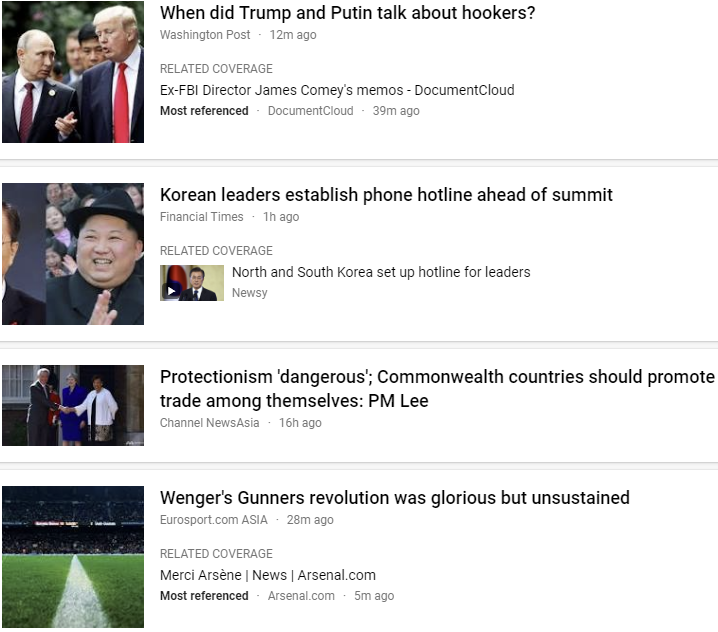 When did Trump and Putin talk about hookers?
Washington Post · 12m ago
RELATED COVERAGE
Ex-FBI Director James Comey's memos - DocumentCloud
Most referenced · DocumentCloud · 39m ago
Korean leaders establish phone hotline ahead of summit
Financial Times · 1h ago
RELATED COVERAGE
North and South Korea set up hotline for leaders
Newsy
Protectionism 'dangerous'; Commonwealth countries should promote
trade among themselves: PM Lee
Channel NewsAsia · 16h ago
Wenger's Gunners revolution was glorious but unsustained
Eurosport.com ASIA · 28m ago
RELATED COVERAGE
Merci Arsène | News | Arsenal.com
Most referenced · Arsenal.com · 5m ago